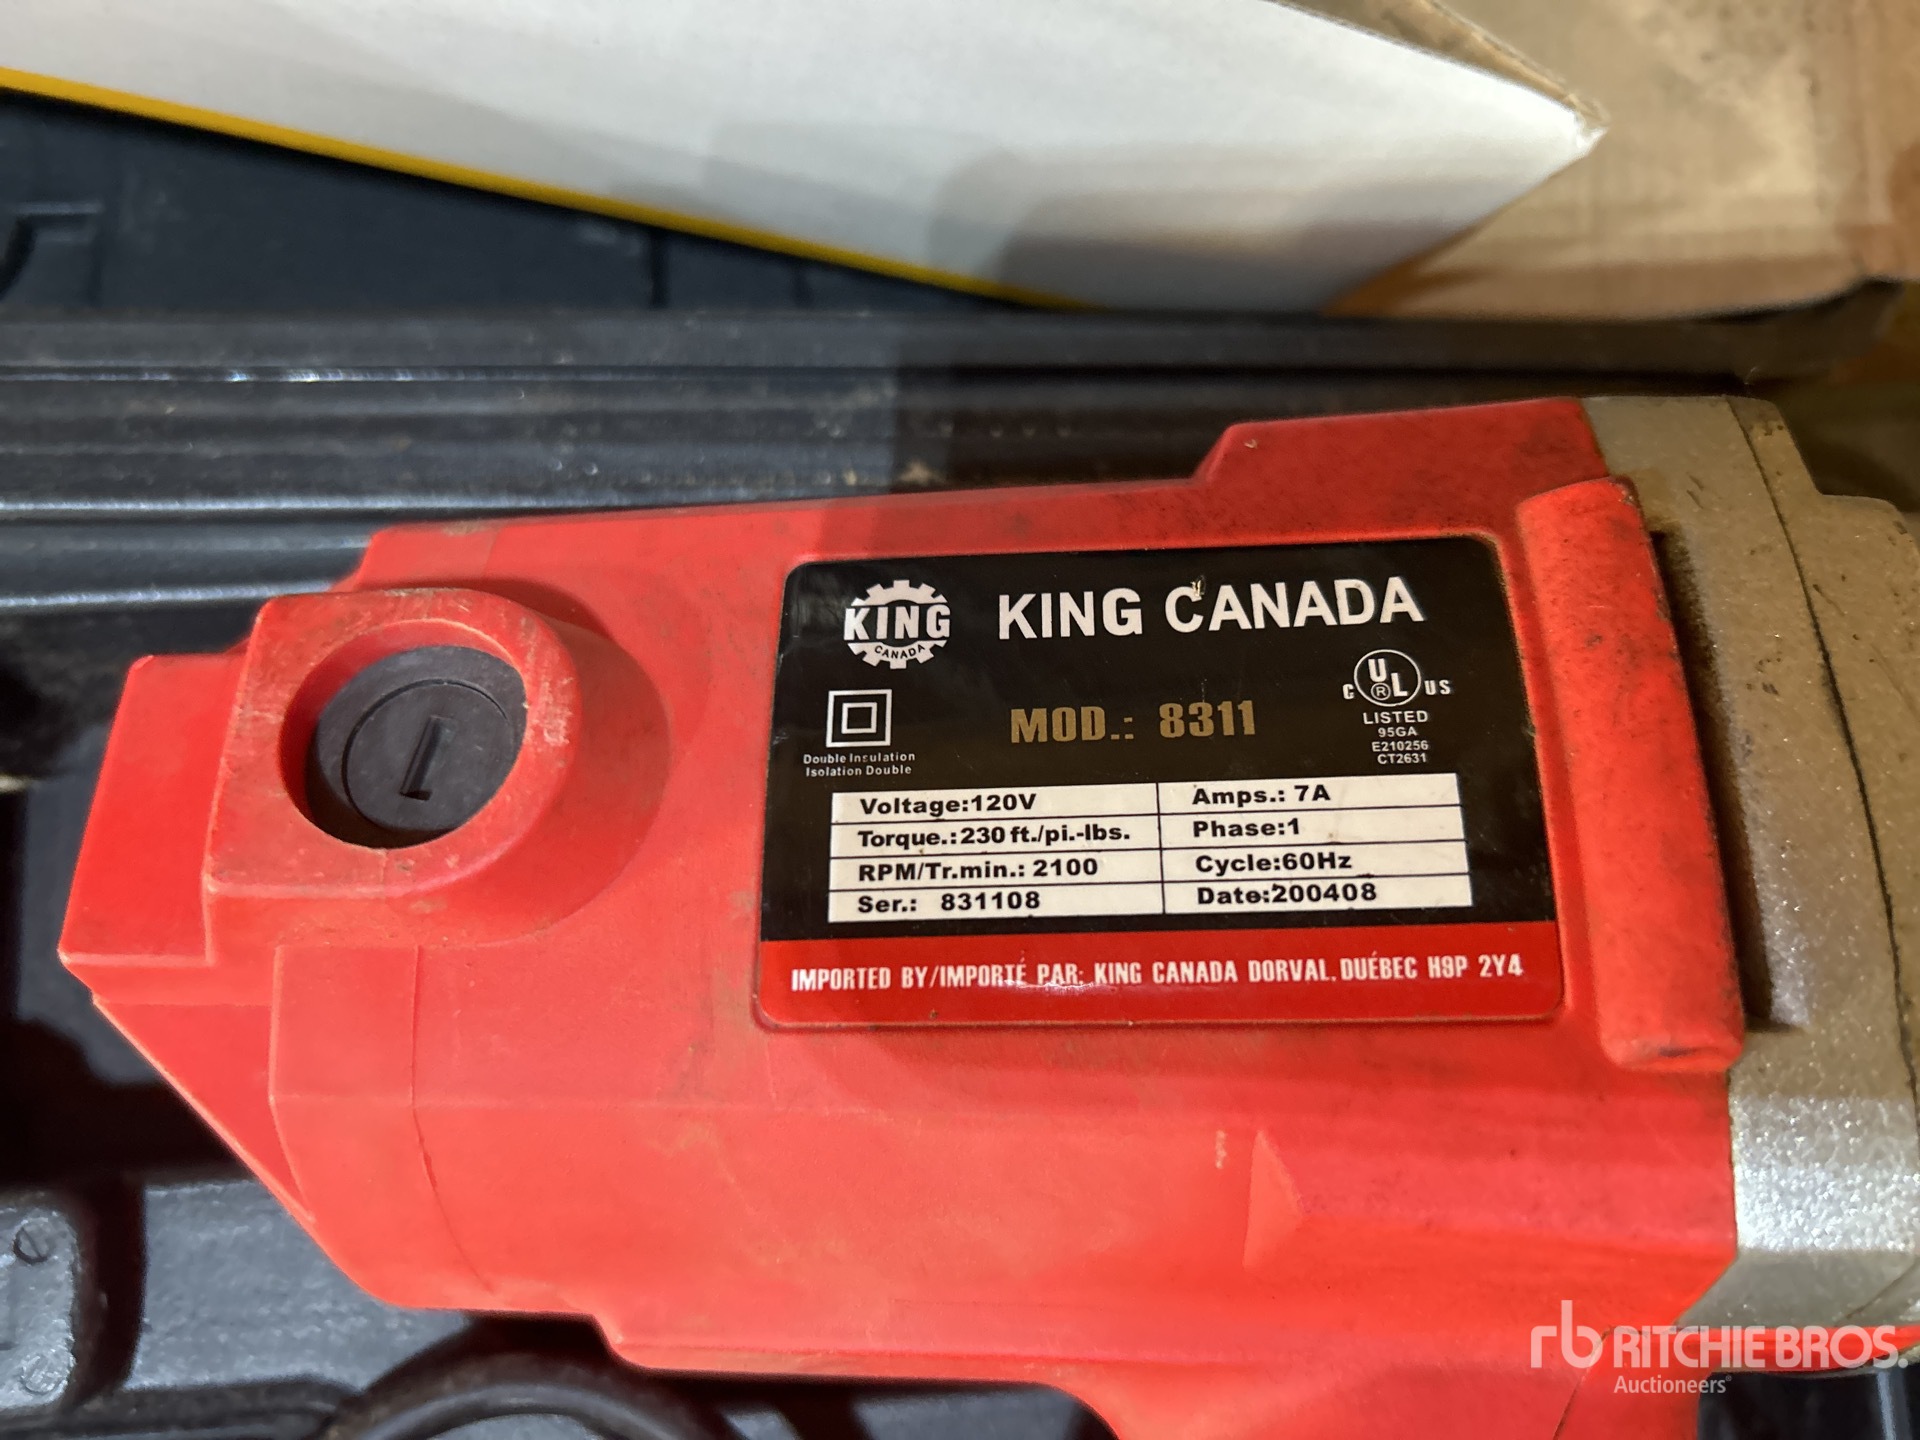 KING
CANADA
KING CANADA
Double Insulation
Isolation Double
MOD.: 8311
C UL ® US
LISTED
95GA
E210256
CT2631
Voltage:120V Amps.: 7A
Torque.:230 ft./pi.-lbs. Phase:1
RPM/Tr.min.: 2100 Cycle:60Hz
Ser.: 831108 Date:200408
IMPORTED BY/IMPORTÉ PAR: KING CANADA DORVAL, QUÉBEC H9P 2Y4
rb RITCHIE BROS.
Auctioneers